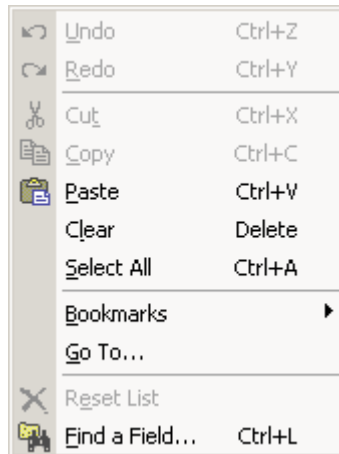 Undo Ctrl+Z
Redo Ctrl+Y
Cut Ctrl+X
Copy Ctrl+C
Paste Ctrl+V
Clear Delete
Select All Ctrl+A
Bookmarks
Go To...
Reset List
Find a Field... Ctrl+L